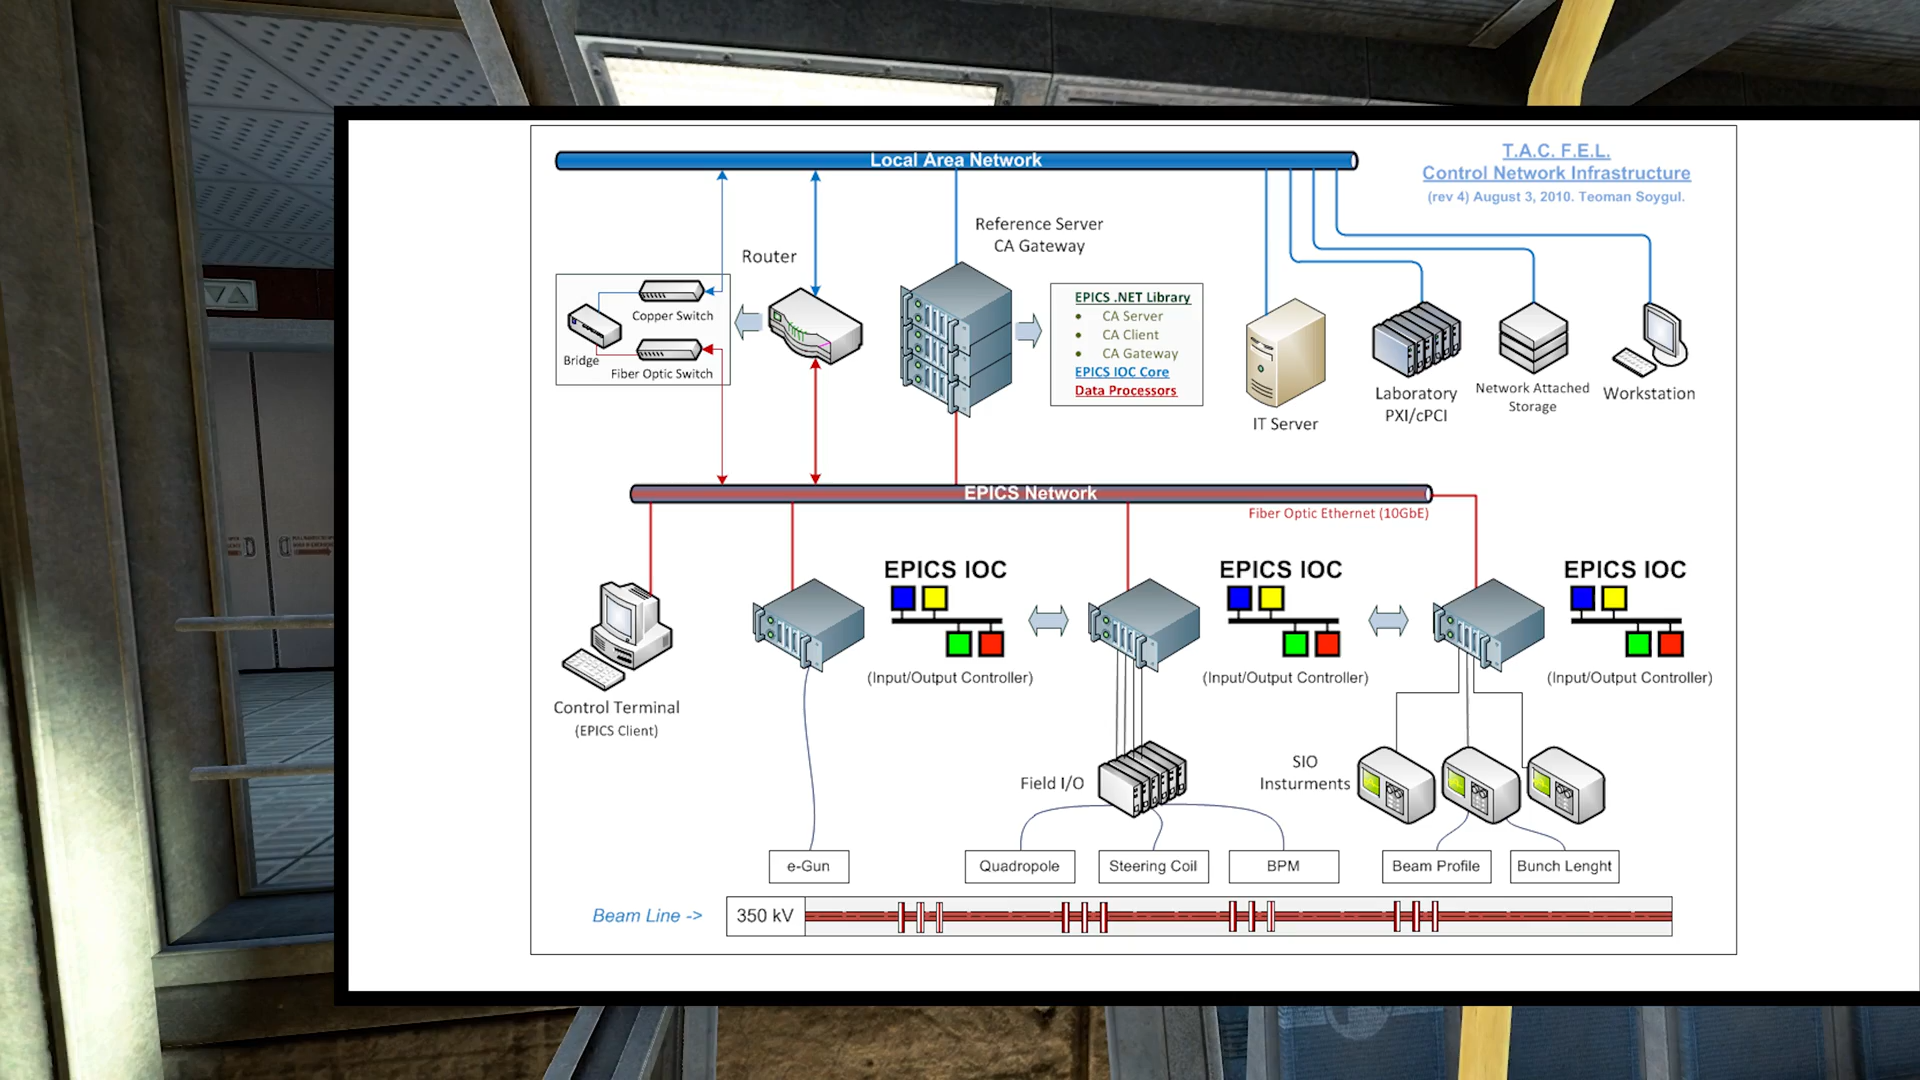 Local Area Network
T.A.C. F.E.L.
Control Network Infrastructure
(rev 4) August 3, 2010. Teoman Soygul.
Reference Server
CA Gateway
Router
Copper Switch
Bridge
Fiber Optic Switch
EPICS .NET Library
• CA Server
• CA Client
• CA Gateway
EPICS IOC Core
Data Processors
IT Server
Laboratory
PXI/cPCI
Network Attached
Storage
Workstation
EPICS Network
Fiber Optic Ethernet (10GbE)
EPICS IOC
EPICS IOC
EPICS IOC
(Input/Output Controller)
(Input/Output Controller)
(Input/Output Controller)
Control Terminal
(EPICS Client)
Field I/O
SIO
Insturments
e-Gun
Quadropole
Steering Coil
BPM
Beam Profile
Bunch Lenght
Beam Line ->
350 kV